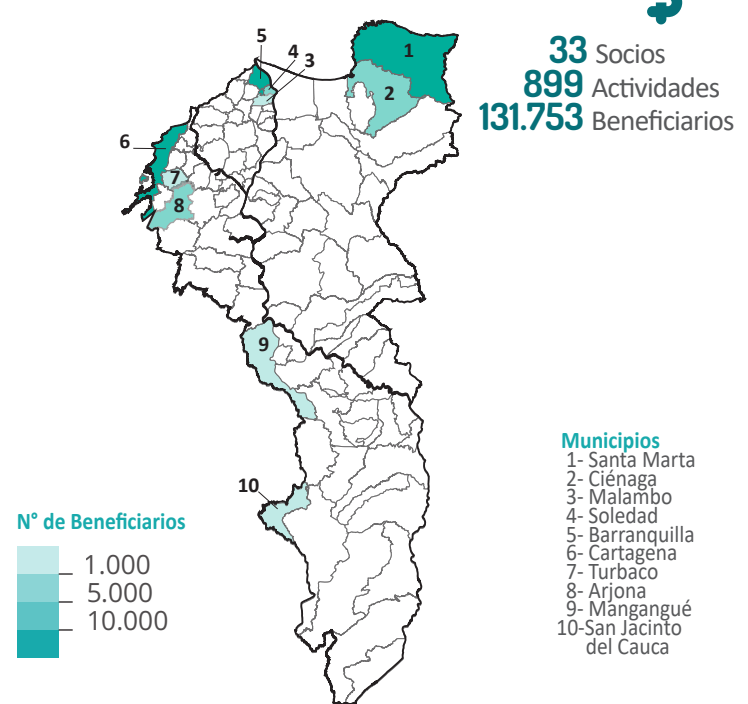 33 Socios
899 Actividades
131.753 Beneficiarios
5
4
3
1
2
6
7
8
9
10
N° de Beneficiarios
1.000
5.000
10.000
Municipios
1- Santa Marta
2- Ciénaga
3- Malambo
4- Soledad
5- Barranquilla
6- Cartagena
7- Turbaco
8- Arjona
9- Mangangué
10-San Jacinto
del Cauca